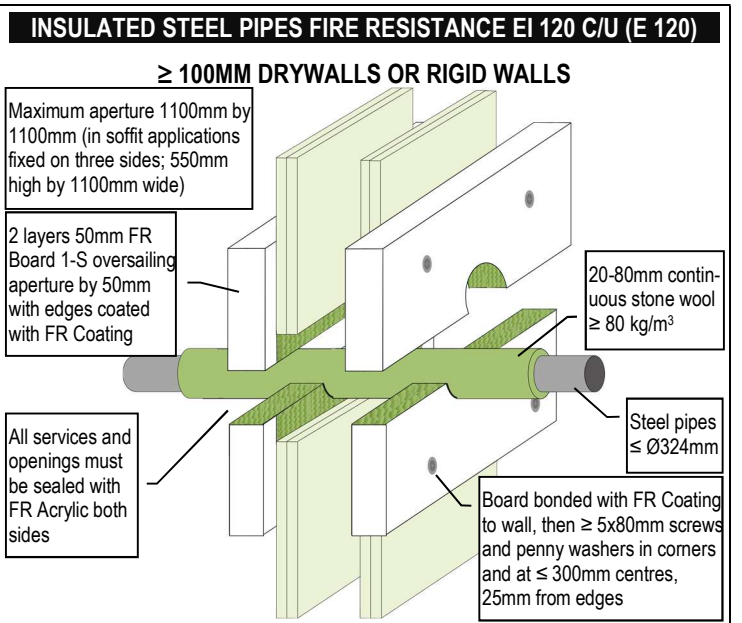 INSULATED STEEL PIPES FIRE RESISTANCE EI 120 C/U (E 120)
≥ 100MM DRYWALLS OR RIGID WALLS
Maximum aperture 1100mm by
1100mm (in soffit applications
fixed on three sides; 550mm
high by 1100mm wide)
2 layers 50mm FR
Board 1-S oversailing
aperture by 50mm
with edges coated
with FR Coating
20-80mm contin-
uous stone wool
≥ 80 kg/m³
All services and
openings must
be sealed with
FR Acrylic both
sides
Steel pipes
≤ Ø324mm
Board bonded with FR Coating
to wall, then ≥ 5x80mm screws
and penny washers in corners
and at ≤ 300mm centres,
25mm from edges